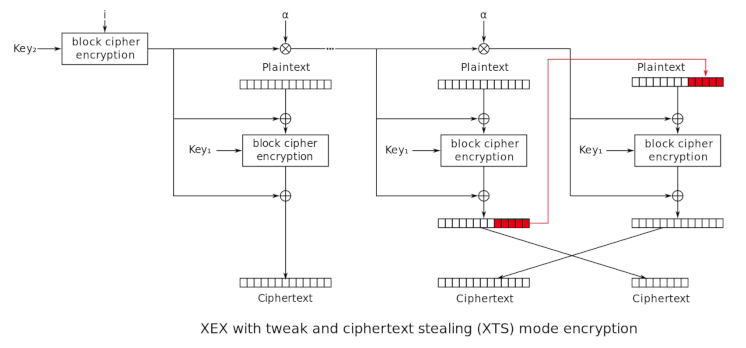 i
α
α
Key₂
block cipher
encryption
...
Plaintext
Plaintext
Plaintext
Key₁
block cipher
encryption
Key₁
block cipher
encryption
Key₁
block cipher
encryption
Ciphertext
Ciphertext
Ciphertext
XEX with tweak and ciphertext stealing (XTS) mode encryption